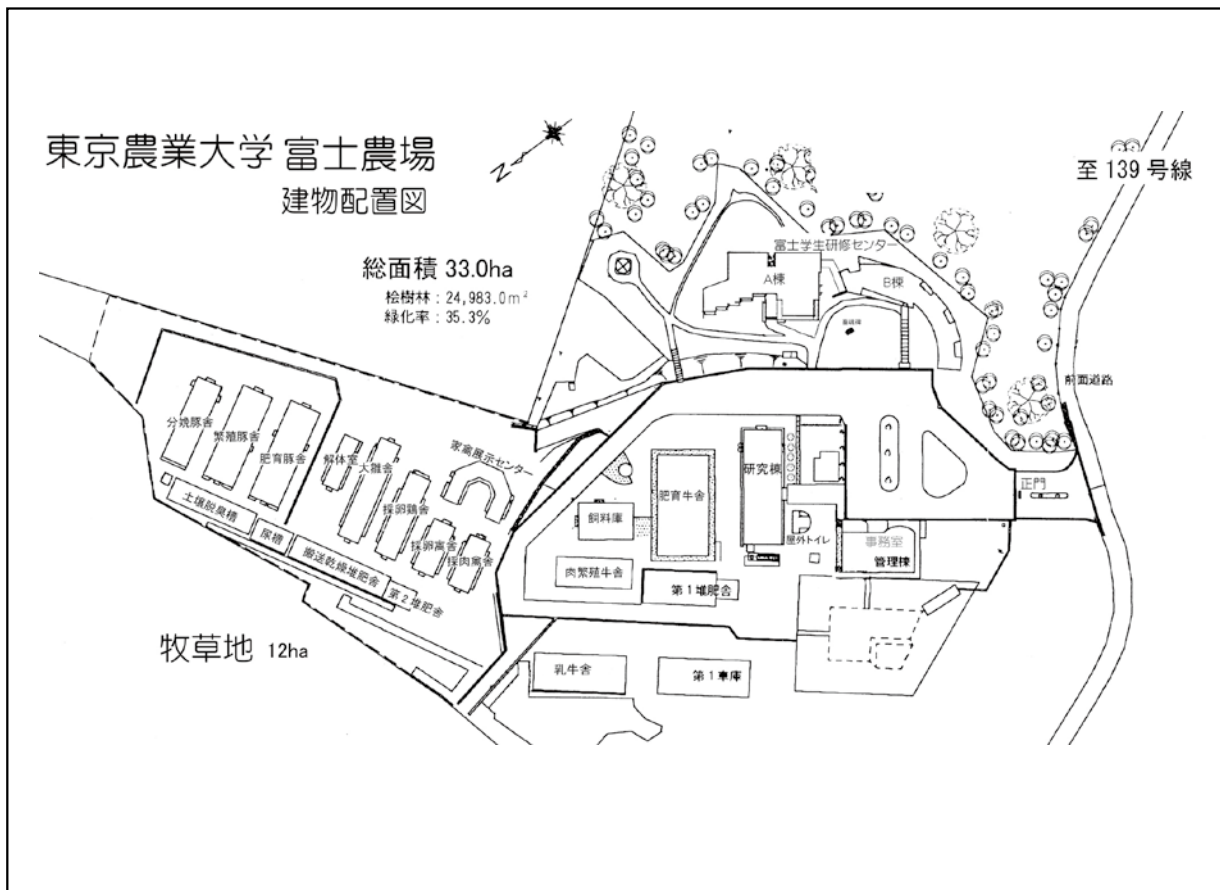 東京農業大学 富士農場
建物配置図
総面積 33.0ha
桧樹林：24,983.0m²
緑化率：35.3%
N
至 139 号線
富士学生研修センター
A棟
B棟
前面道路
正門
分娩豚舎
繁殖豚舎
肥育豚舎
解体室
大雛舎
採卵鶏舎
家禽展示センター
採卵禽舎
採肉禽舎
土壌脱臭槽
尿槽
搬送乾燥堆肥舎
第2堆肥舎
飼料庫
肥育牛舎
研究棟
屋外トイレ
事務室
管理棟
肉繁殖牛舎
第1堆肥舎
牧草地 12ha
乳牛舎
第1車庫